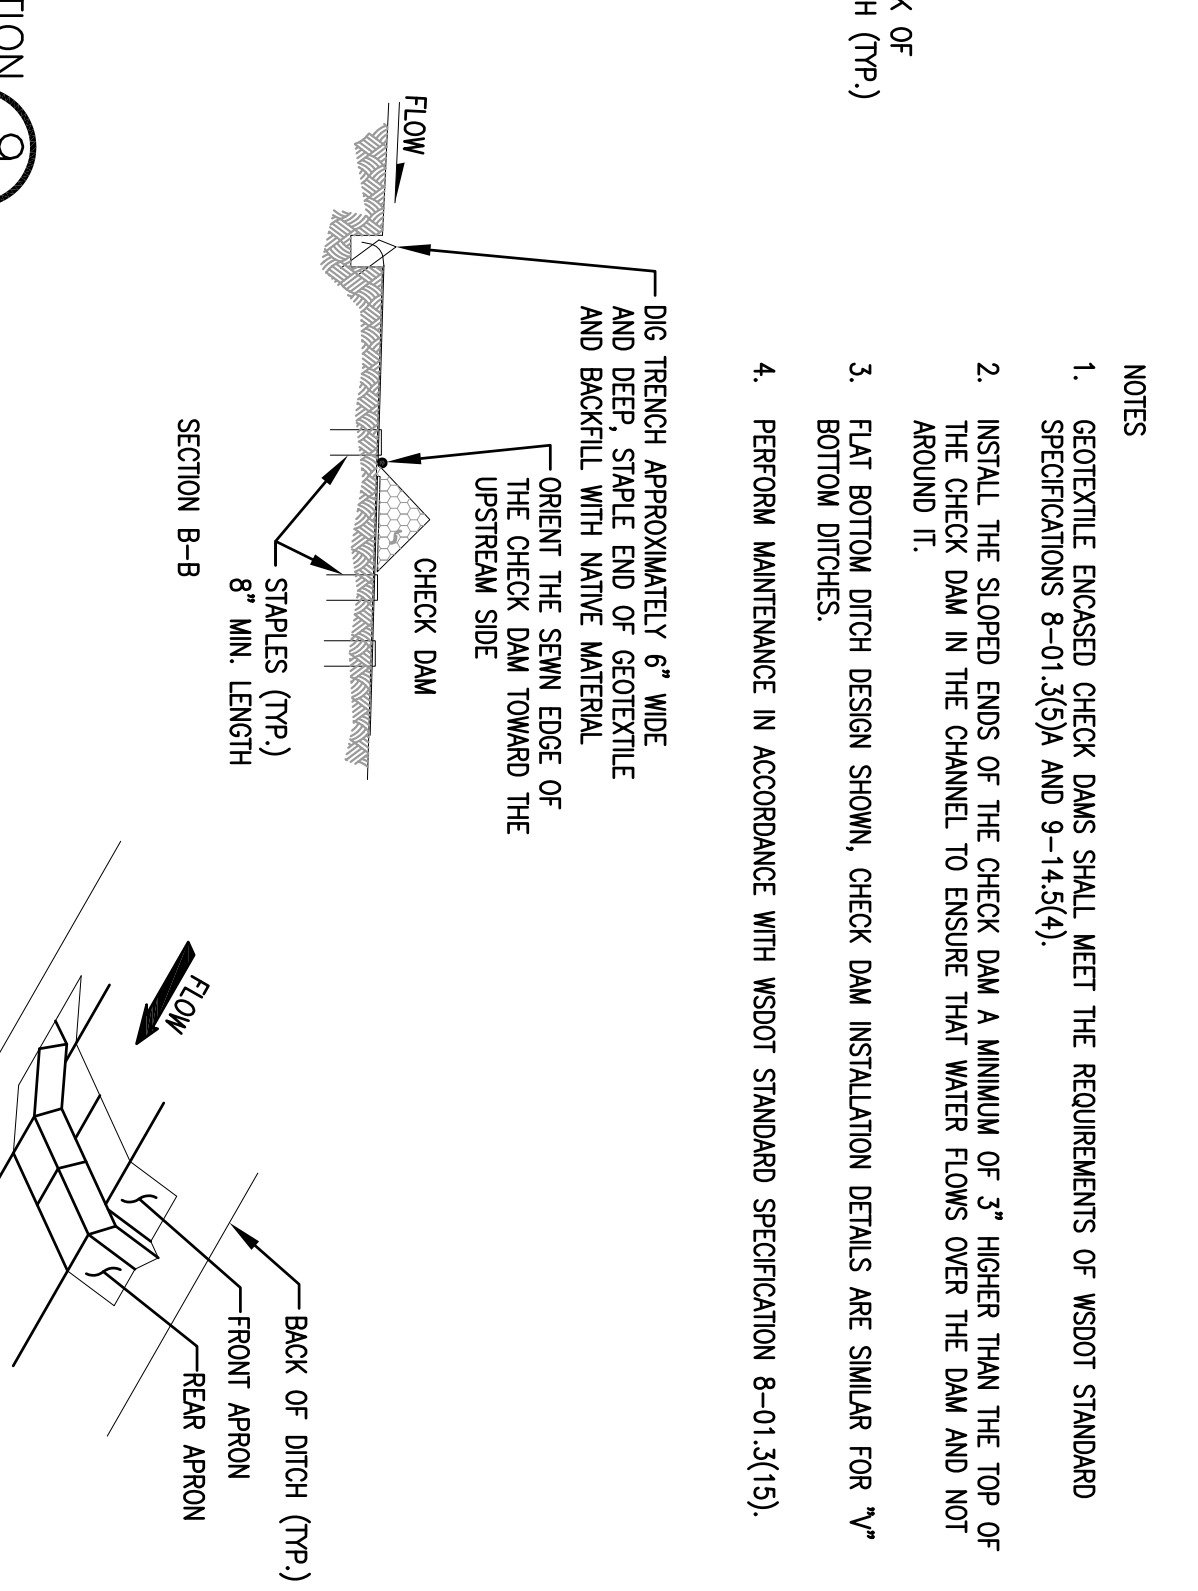 K OF
H (TYP.)
NOTES
1. GEOTEXTILE ENCASED CHECK DAMS SHALL MEET THE REQUIREMENTS OF WSDOT STANDARD
SPECIFICATIONS 8-01.3(5)A AND 9-14.5(4).
2. INSTALL THE SLOPED ENDS OF THE CHECK DAM A MINIMUM OF 3" HIGHER THAN THE TOP OF
THE CHECK DAM IN THE CHANNEL TO ENSURE THAT WATER FLOWS OVER THE DAM AND NOT
AROUND IT.
3. FLAT BOTTOM DITCH DESIGN SHOWN, CHECK DAM INSTALLATION DETAILS ARE SIMILAR FOR "V"
BOTTOM DITCHES.
4. PERFORM MAINTENANCE IN ACCORDANCE WITH WSDOT STANDARD SPECIFICATION 8-01.3(15).
DIG TRENCH APPROXIMATELY 6" WIDE
AND DEEP, STAPLE END OF GEOTEXTILE
AND BACKFILL WITH NATIVE MATERIAL
ORIENT THE SEWN EDGE OF
THE CHECK DAM TOWARD THE
UPSTREAM SIDE
FLOW
CHECK DAM
STAPLES (TYP.)
8" MIN. LENGTH
SECTION B-B
FLOW
BACK OF DITCH (TYP.)
FRONT APRON
REAR APRON
TION